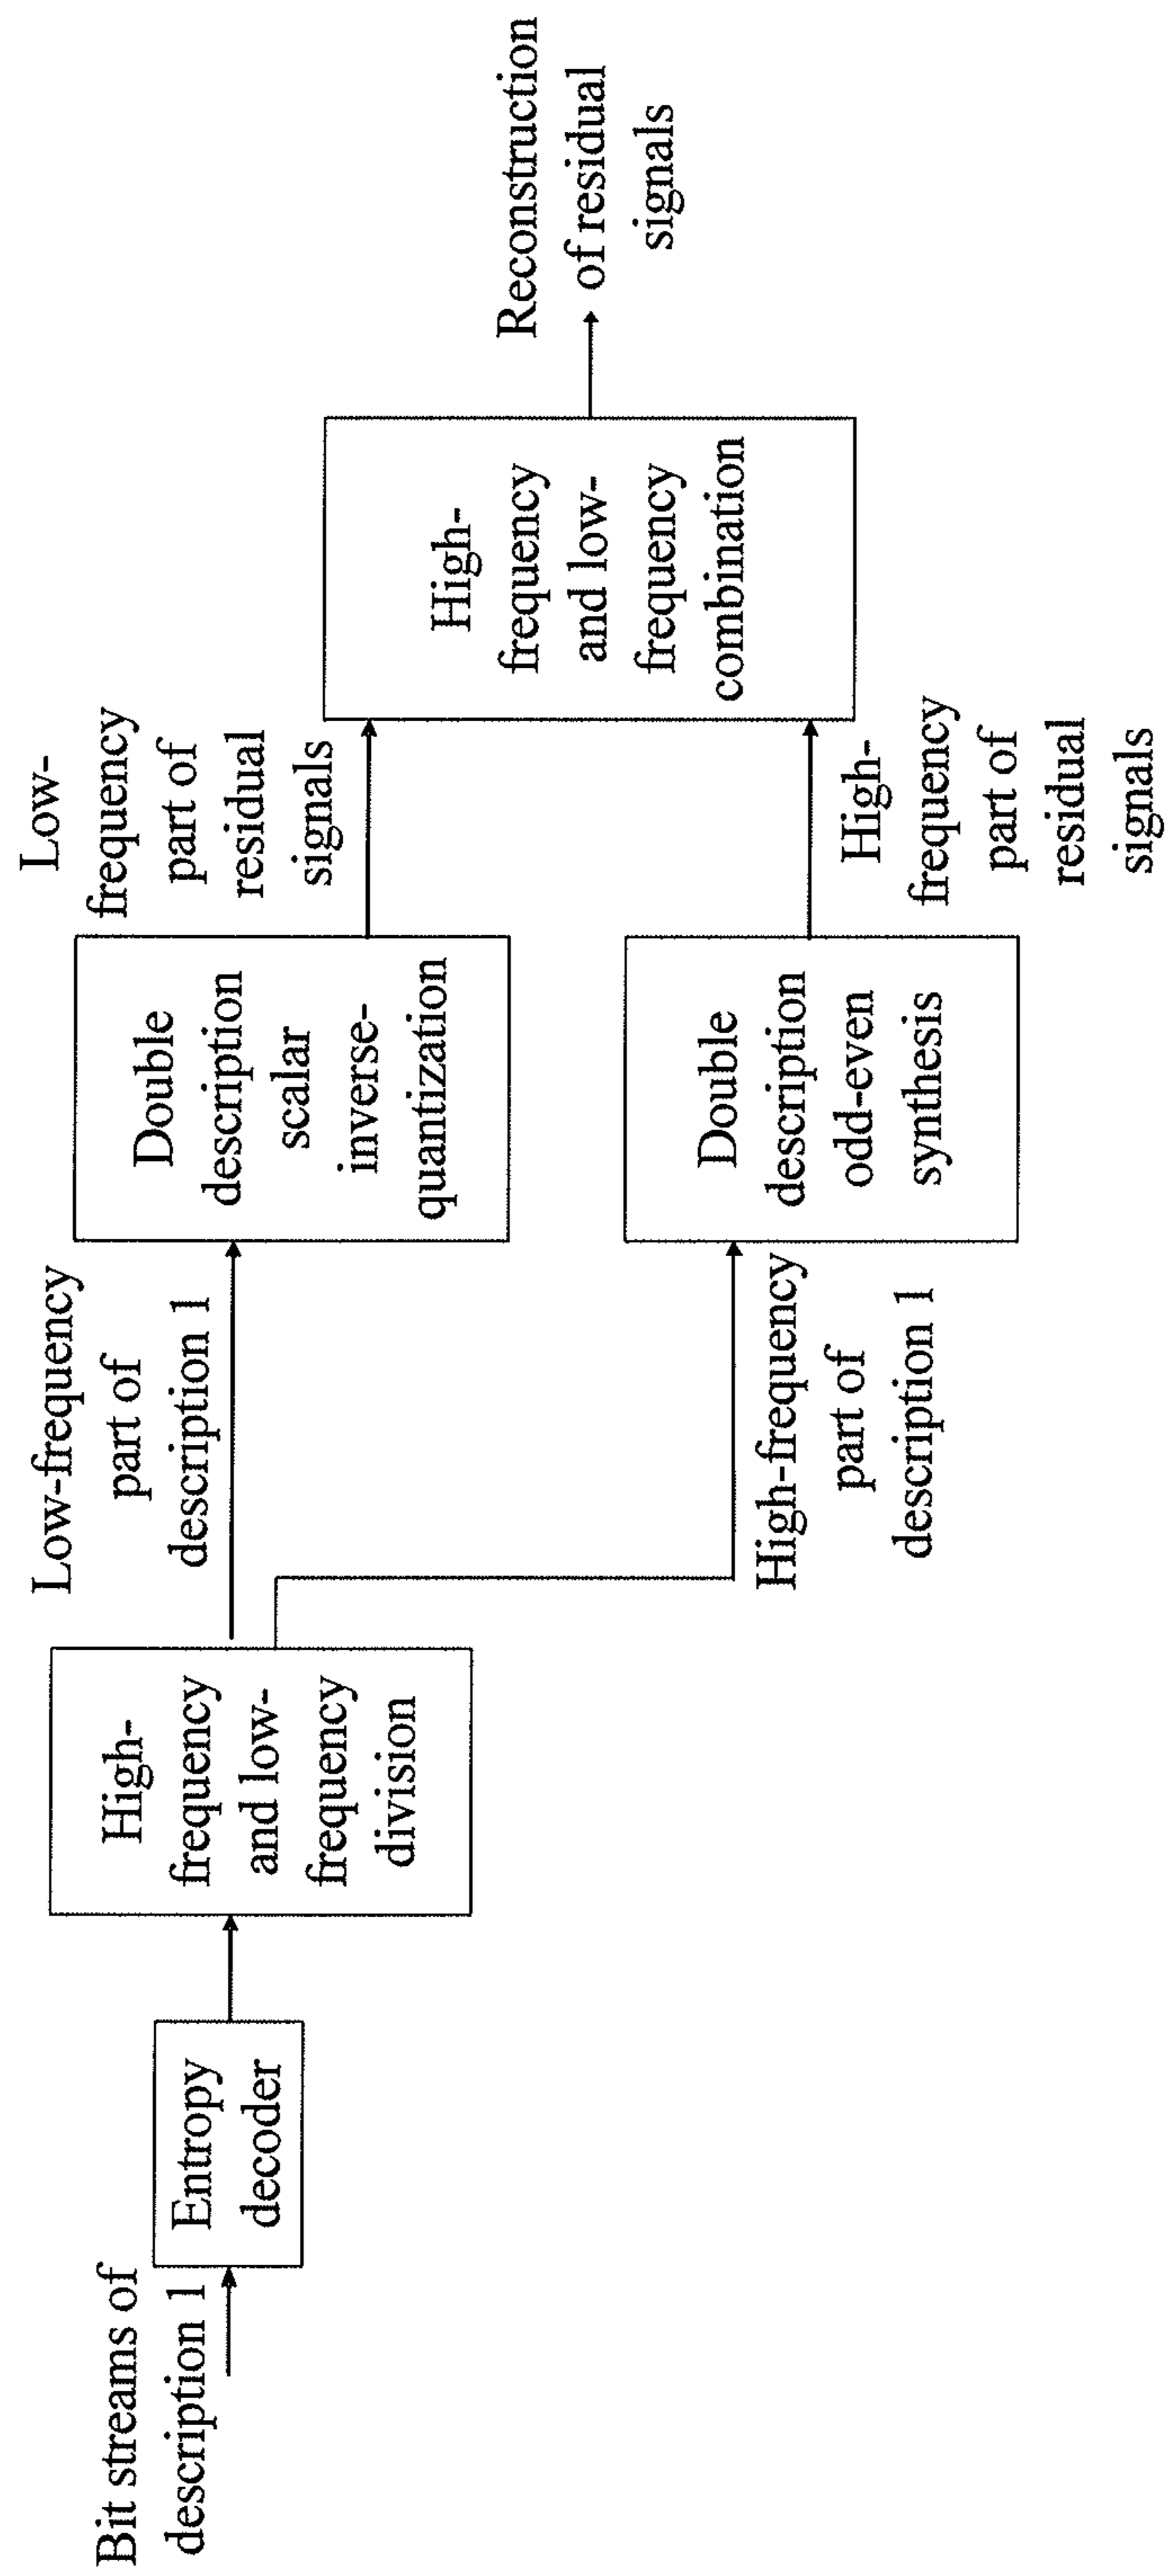 Bit streams of
description 1
Entropy
decoder
High-
frequency
and low-
frequency
division
Low-frequency
part of
description 1
High-frequency
part of
description 1
Double
description
scalar
inverse-
quantization
Double
description
odd-even
synthesis
Low-
frequency
part of
residual
signals
High-
frequency
part of
residual
signals
High-
frequency
and low-
frequency
combination
Reconstruction
of residual
signals